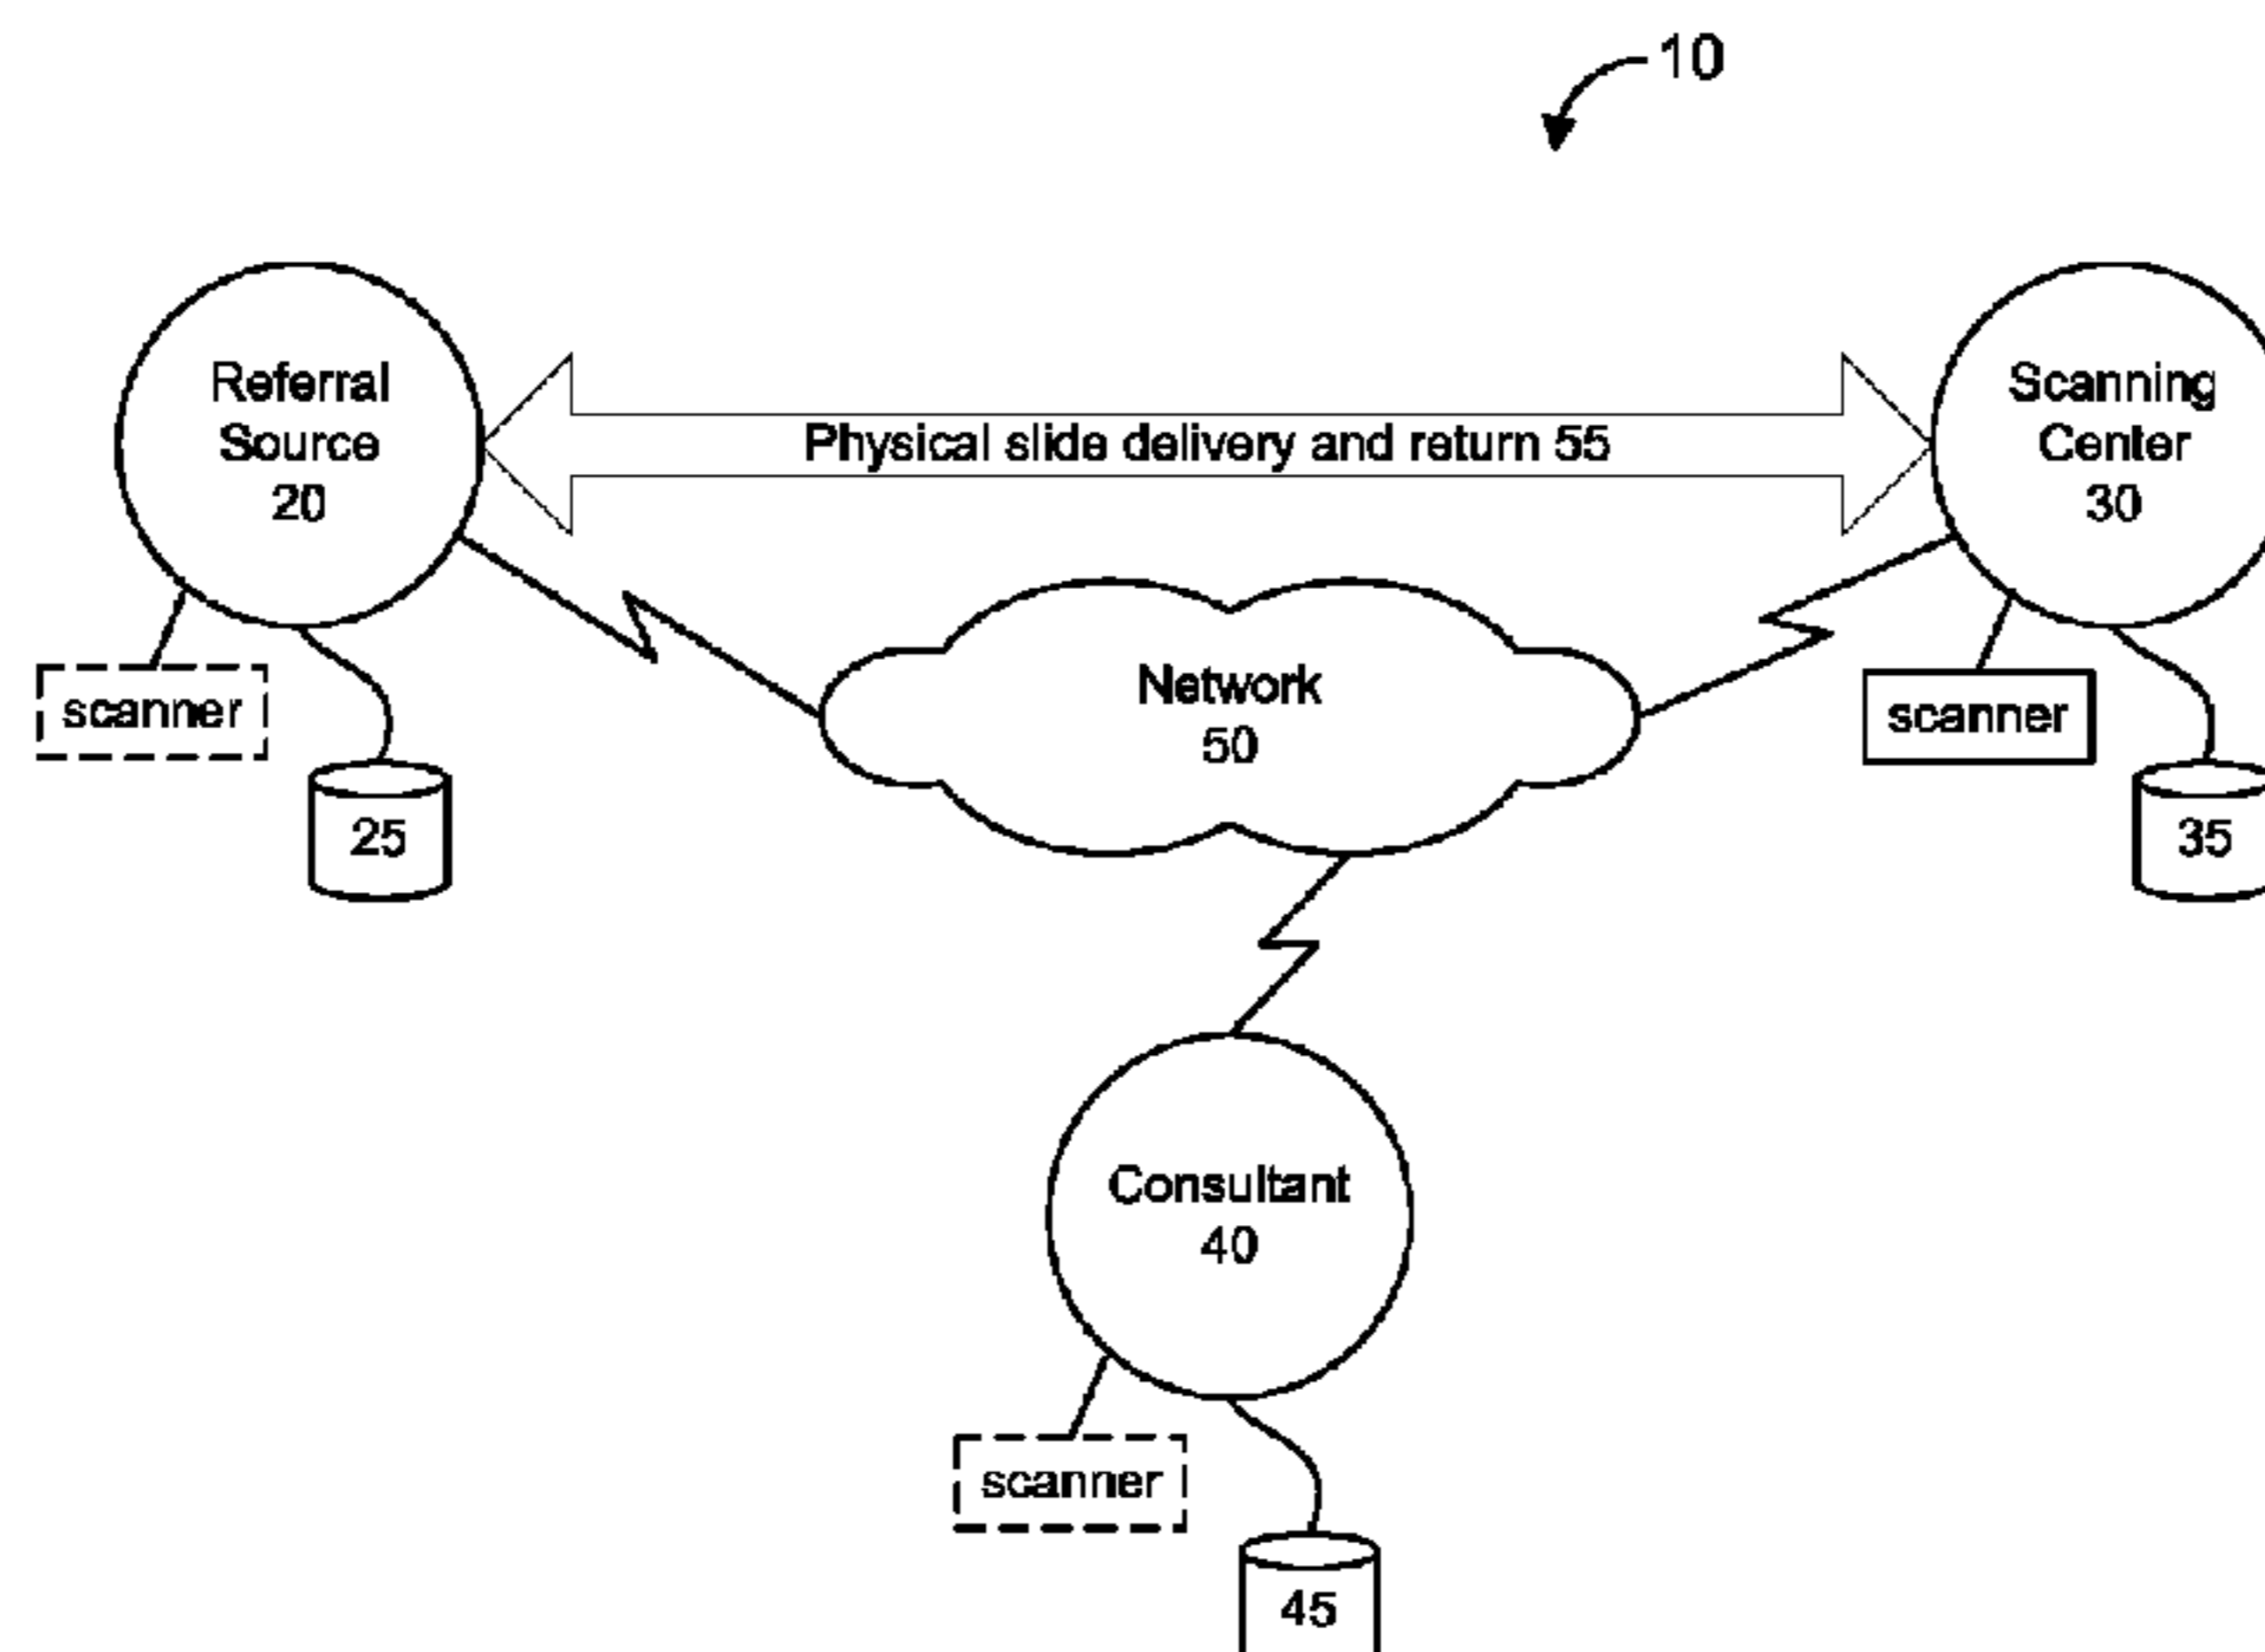 10
Referral
Source
20
Physical slide delivery and return 55
Scanning
Center
30
scanner
25
Network
50
scanner
35
Consultant
40
scanner
45